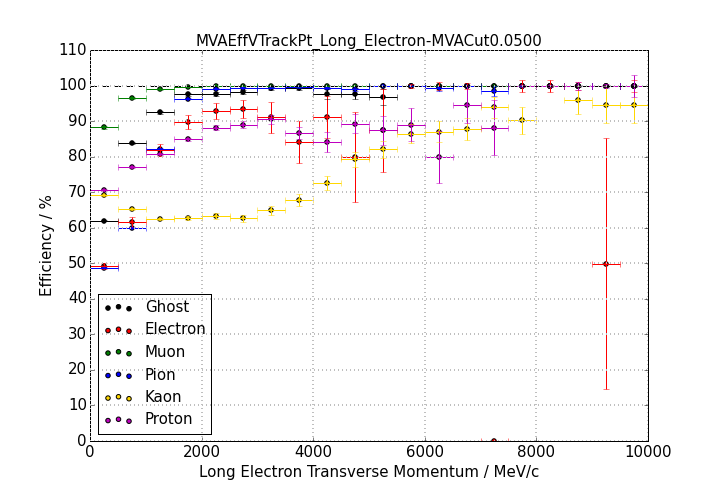 MVAEffVTrackPt_Long_Electron-MVACut0.0500
110
100
90
80
70
60
50
40
30
20
10
0
Efficiency / %
Ghost
Electron
Muon
Pion
Kaon
Proton
0 2000 4000 6000 8000 10000
Long Electron Transverse Momentum / MeV/c